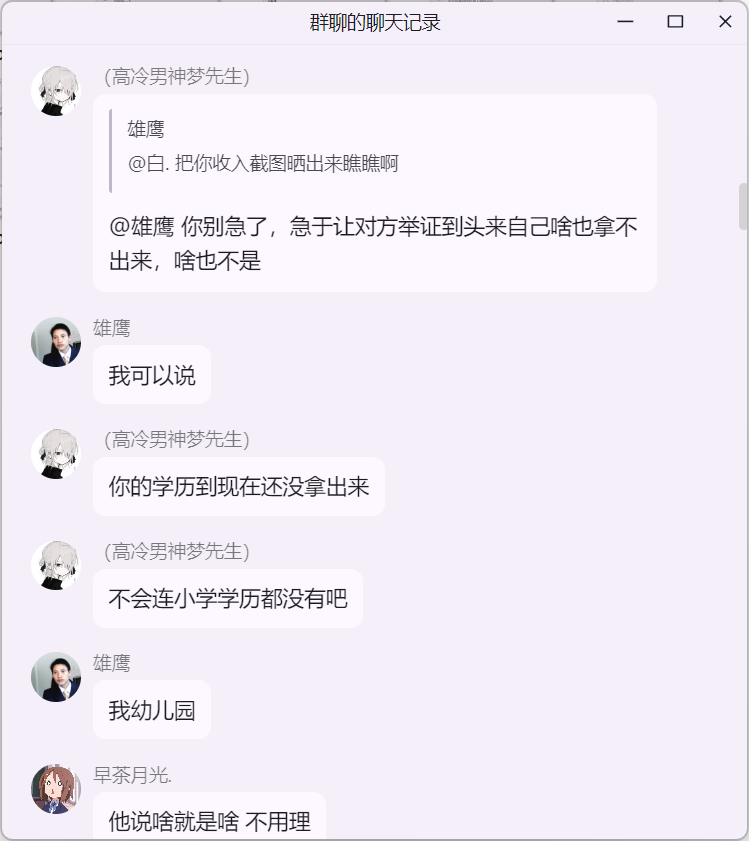 群聊的聊天记录
(高冷男神梦先生)
雄鹰
@白. 把你收入截图晒出来瞧瞧啊
@雄鹰 你别急了，急于让对方举证到头来自己啥也拿不
出来，啥也不是
雄鹰
我可以说
(高冷男神梦先生)
你的学历到现在还没拿出来
(高冷男神梦先生)
不会连小学学历都没有吧
雄鹰
我幼儿园
早茶月光.
他说啥就是啥 不用理